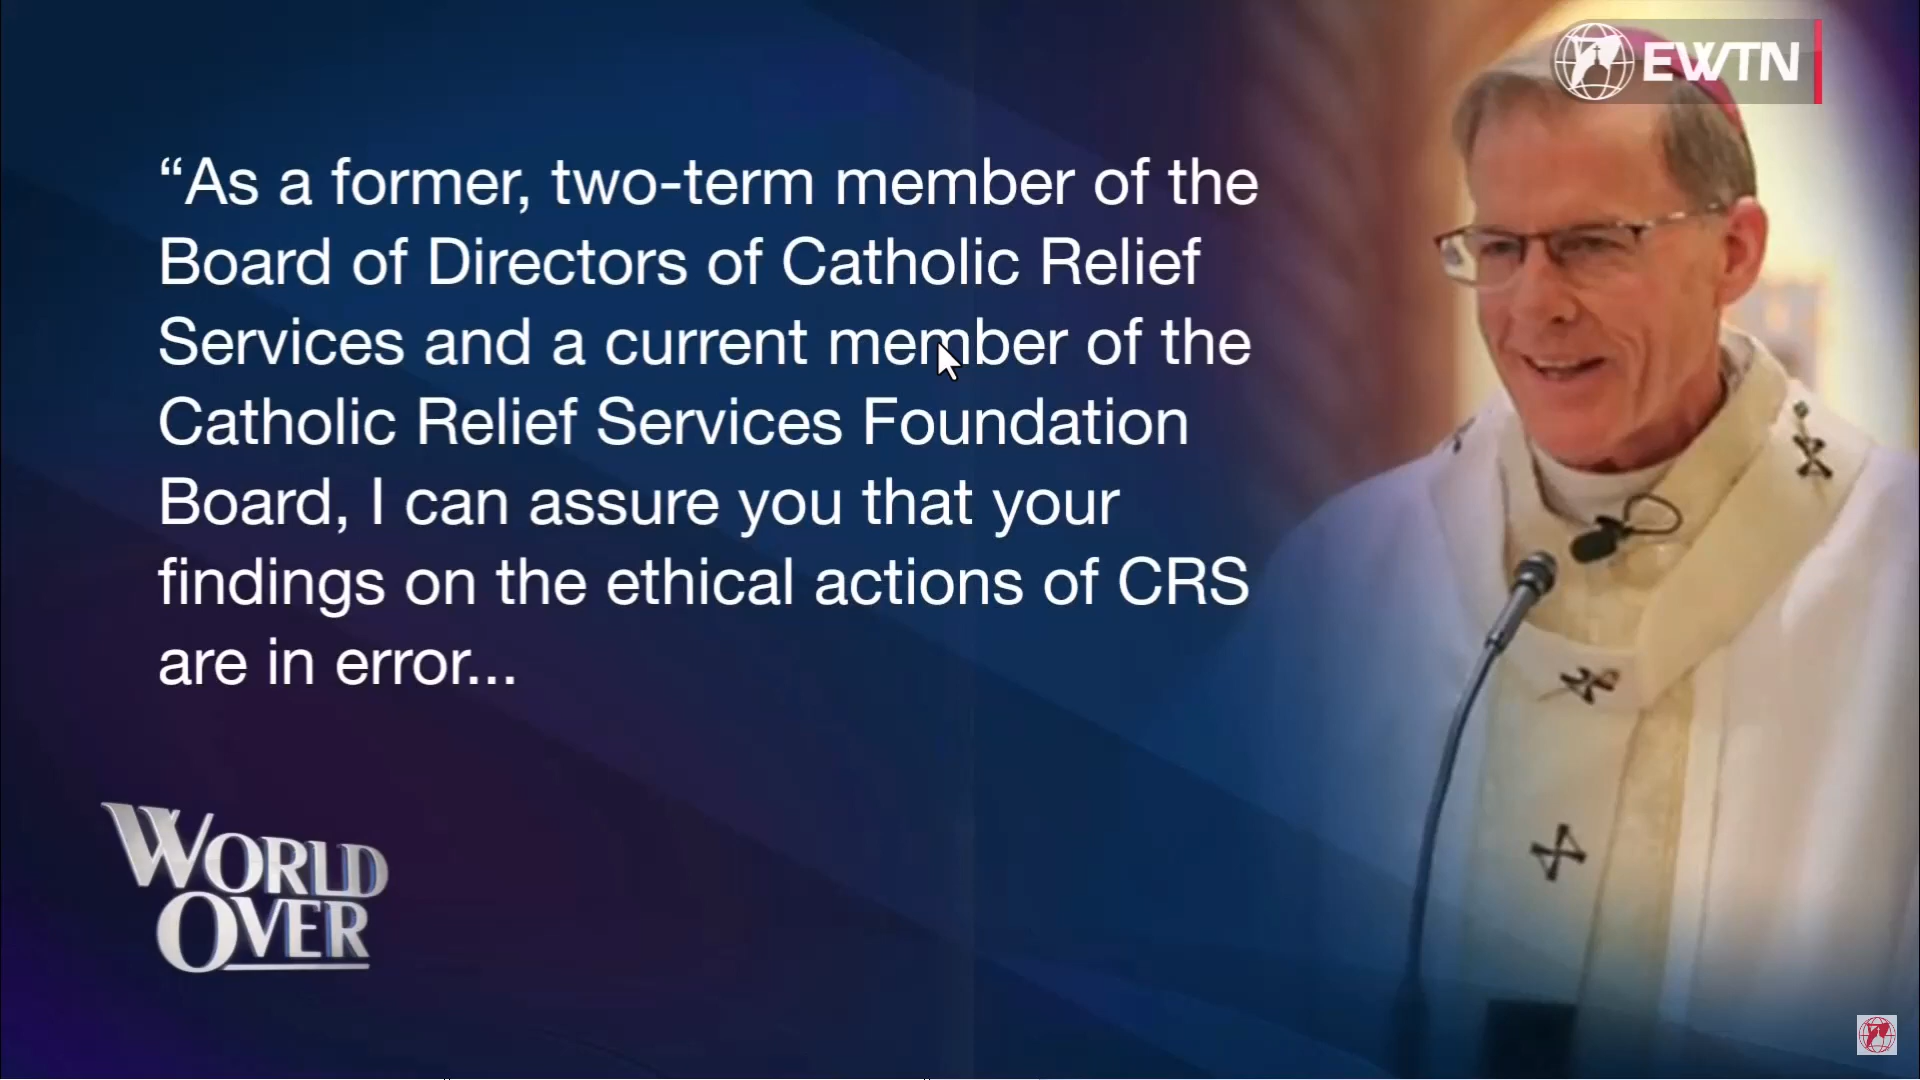 EWTN
“As a former, two-term member of the
Board of Directors of Catholic Relief
Services and a current member of the
Catholic Relief Services Foundation
Board, I can assure you that your
findings on the ethical actions of CRS
are in error...
WORLD
OVER